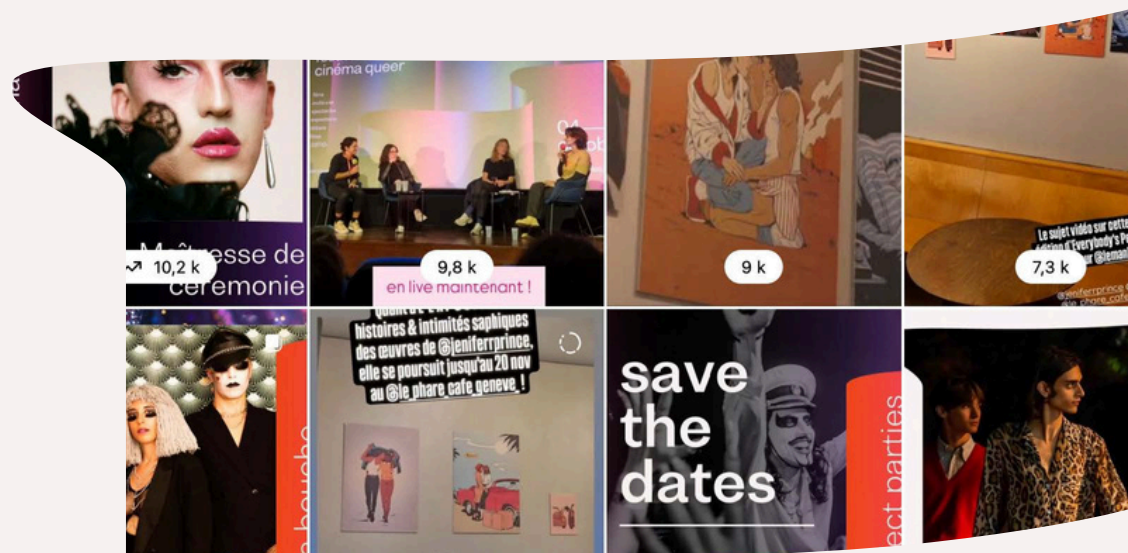 Maîtresse de
cérémonie
10,2 k
cinéma queer
en live maintenant !
9,8 k
9 k
Le sujet vidéo sur cette
7,3 k
histoires & intimités saphiques
des œuvres de @jeniferrprince,
elle se poursuit jusqu'au 20 nov
au @le_phare_cafe_geneve_ !
save
the
dates
ect parties